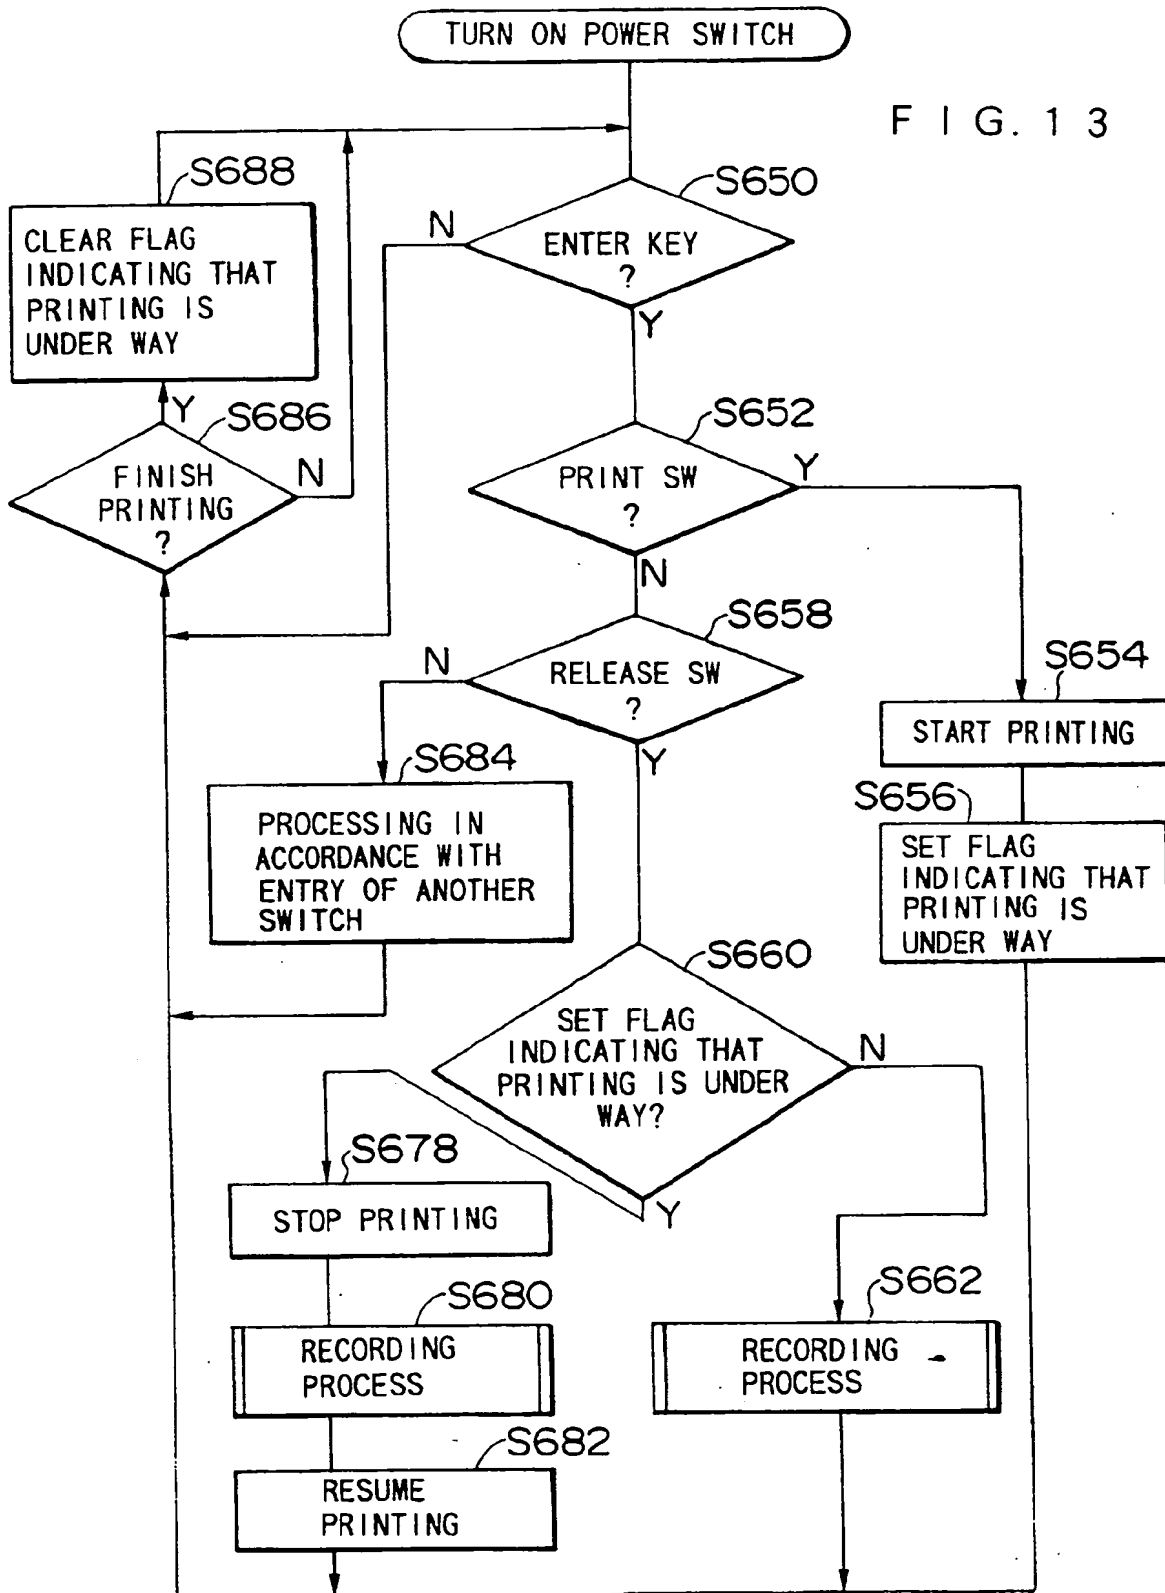 TURN ON POWER SWITCH
FIG. 13
S688
CLEAR FLAG
INDICATING THAT
PRINTING IS
UNDER WAY
S650
N
ENTER KEY
?
Y
Y
S686
FINISH
PRINTING
?
N
S652
PRINT SW
?
Y
N
S658
N
RELEASE SW
?
Y
S654
START PRINTING
S684
PROCESSING IN
ACCORDANCE WITH
ENTRY OF ANOTHER
SWITCH
S656
SET FLAG
INDICATING THAT
PRINTING IS
UNDER WAY
S660
SET FLAG
INDICATING THAT
PRINTING IS UNDER
WAY?
N
Y
S678
STOP PRINTING
S680
RECORDING
PROCESS
S662
RECORDING
PROCESS
S682
RESUME
PRINTING